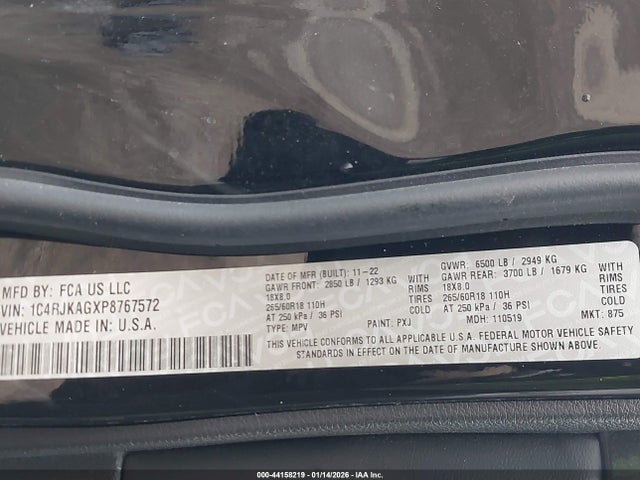 MFD BY: FCA US LLC
VIN: 1C4RJKAGXP8767572
VEHICLE MADE IN U.S.A.
DATE OF MFR (BUILT): 11-22
GAWR FRONT: 2850 LB / 1293 KG
18X8.0 RIMS
265/60R18 110H TIRES
AT 250 kPa / 36 PSI
TYPE: MPV PAINT: PXJ
GVWR: 6500 LB / 2949 KG
GAWR REAR: 3700 LB / 1679 KG
18X8.0 RIMS
265/60R18 110H TIRES
AT 250 kPa / 36 PSI
MDH: 110519 MKT: 875
THIS VEHICLE CONFORMS TO ALL APPLICABLE U.S.A. FEDERAL MOTOR VEHICLE SAFETY
STANDARDS IN EFFECT ON THE DATE OF MANUFACTURE SHOWN ABOVE.
000-44158219 - 01/14/2026 - IAA Inc.